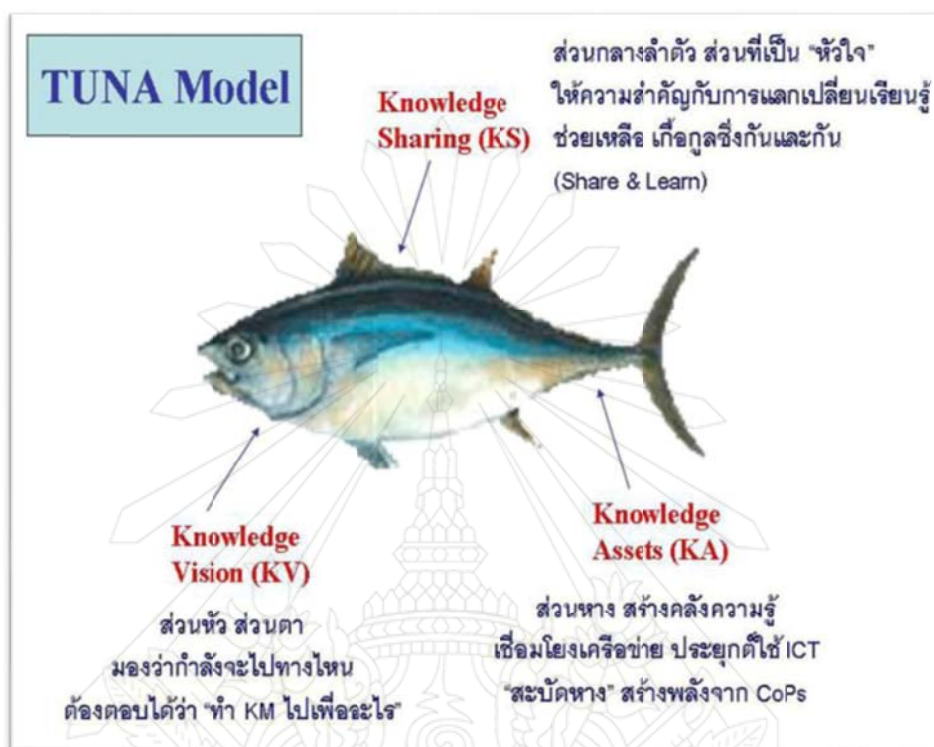 TUNA Model
Knowledge
Sharing (KS)
ส่วนกลางลำตัว ส่วนที่เป็น “หัวใจ”
ให้ความสำคัญกับการแลกเปลี่ยนเรียนรู้
ช่วยเหลือ เกื้อกูลซึ่งกันและกัน
(Share & Learn)
Knowledge
Vision (KV)
ส่วนหัว ส่วนตา
มองว่ากำลังจะไปทางไหน
ต้องตอบได้ว่า “ทำ KM ไปเพื่ออะไร”
Knowledge
Assets (KA)
ส่วนหาง สร้างคลังความรู้
เชื่อมโยงเครือข่าย ประยุกต์ใช้ ICT
“สะบัดหาง” สร้างพลังจาก CoPs